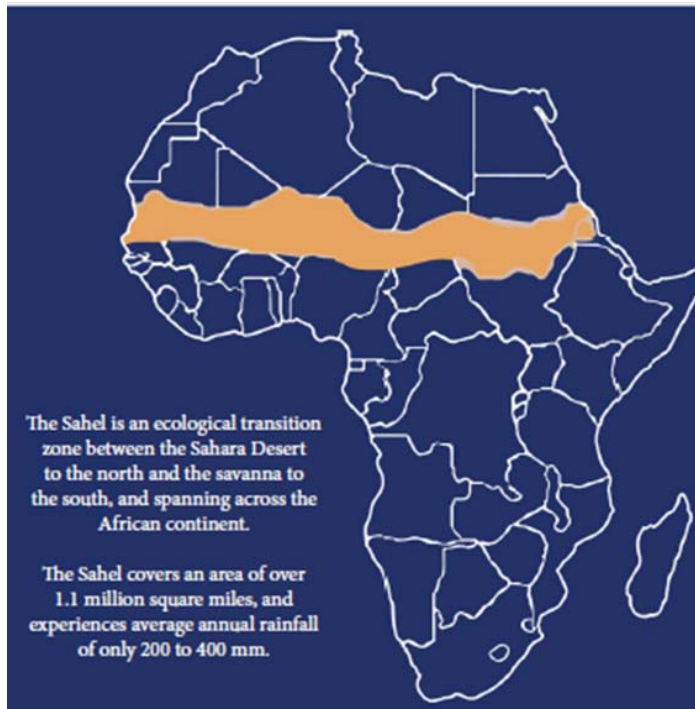 The Sahel is an ecological transition
zone between the Sahara Desert
to the north and the savanna to
the south, and spanning across the
African continent.
The Sahel covers an area of over
1.1 million square miles, and
experiences average annual rainfall
of only 200 to 400 mm.